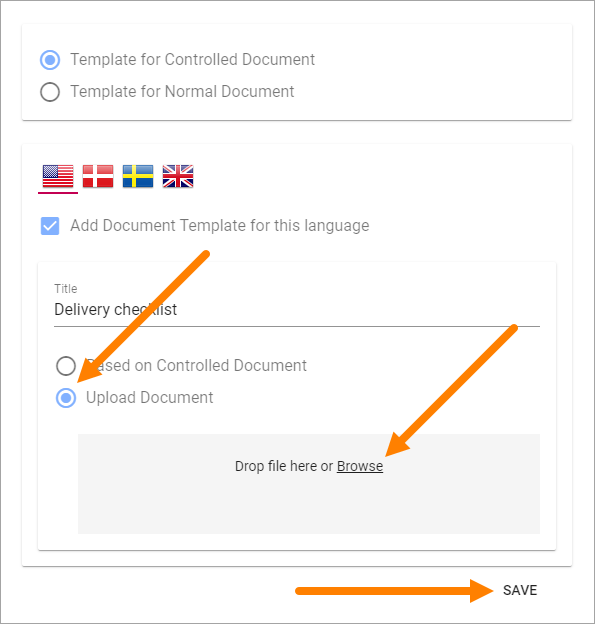 Template for Controlled Document
Template for Normal Document
Add Document Template for this language
Title
Delivery checklist
Based on Controlled Document
Upload Document
Drop file here or Browse
SAVE